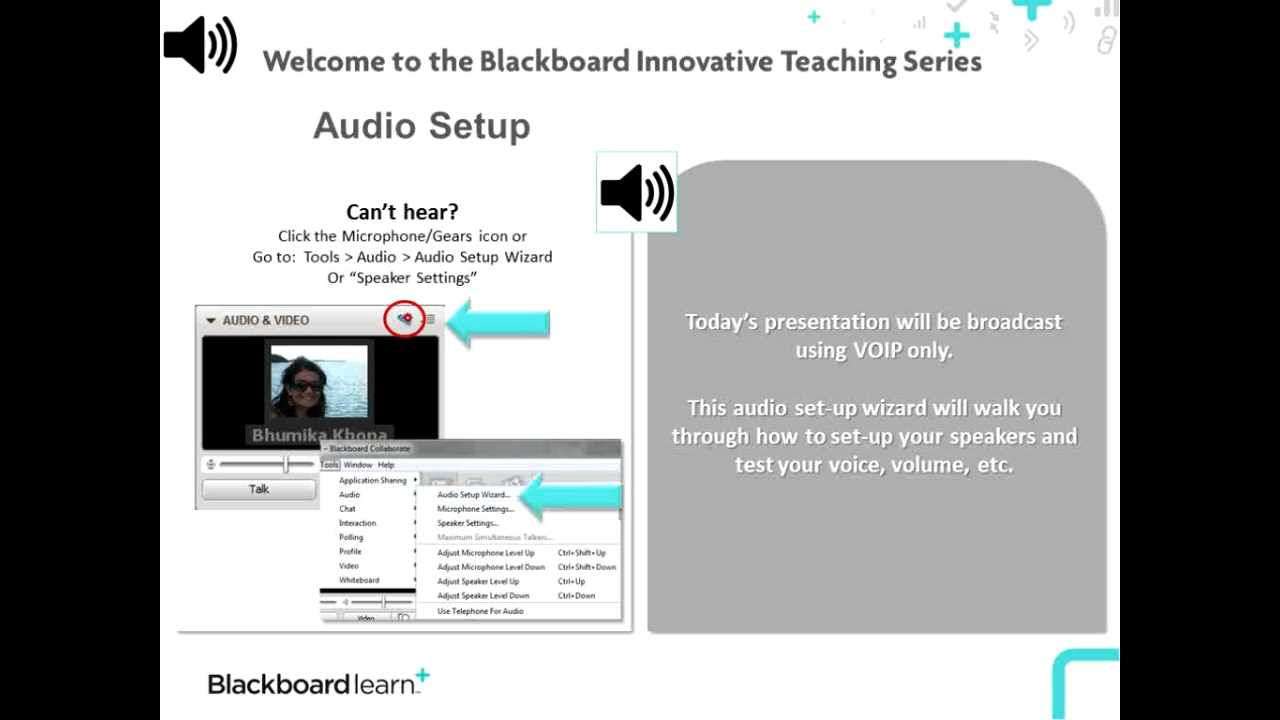 Welcome to the Blackboard Innovative Teaching Series
Audio Setup
Can't hear?
Click the Microphone/Gears icon or
Go to: Tools > Audio > Audio Setup Wizard
Or “Speaker Settings”
AUDIO & VIDEO
Bhumika Khona
Talk
– Blackboard Collaborate
Tools Window Help
Application Sharing
Audio
Chat
Interaction
Polling
Profile
Video
Whiteboard
Video
Audio Setup Wizard...
Microphone Settings...
Speaker Settings...
Maximum Simultaneous Talkers...
Adjust Microphone Level Up Ctrl+Shift+Up
Adjust Microphone Level Down Ctrl+Shift+Down
Adjust Speaker Level Up Ctrl+Up
Adjust Speaker Level Down Ctrl+Down
Use Telephone For Audio
Today’s presentation will be broadcast
using VOIP only.
This audio set-up wizard will walk you
through how to set-up your speakers and
test your voice, volume, etc.
Blackboard learn+